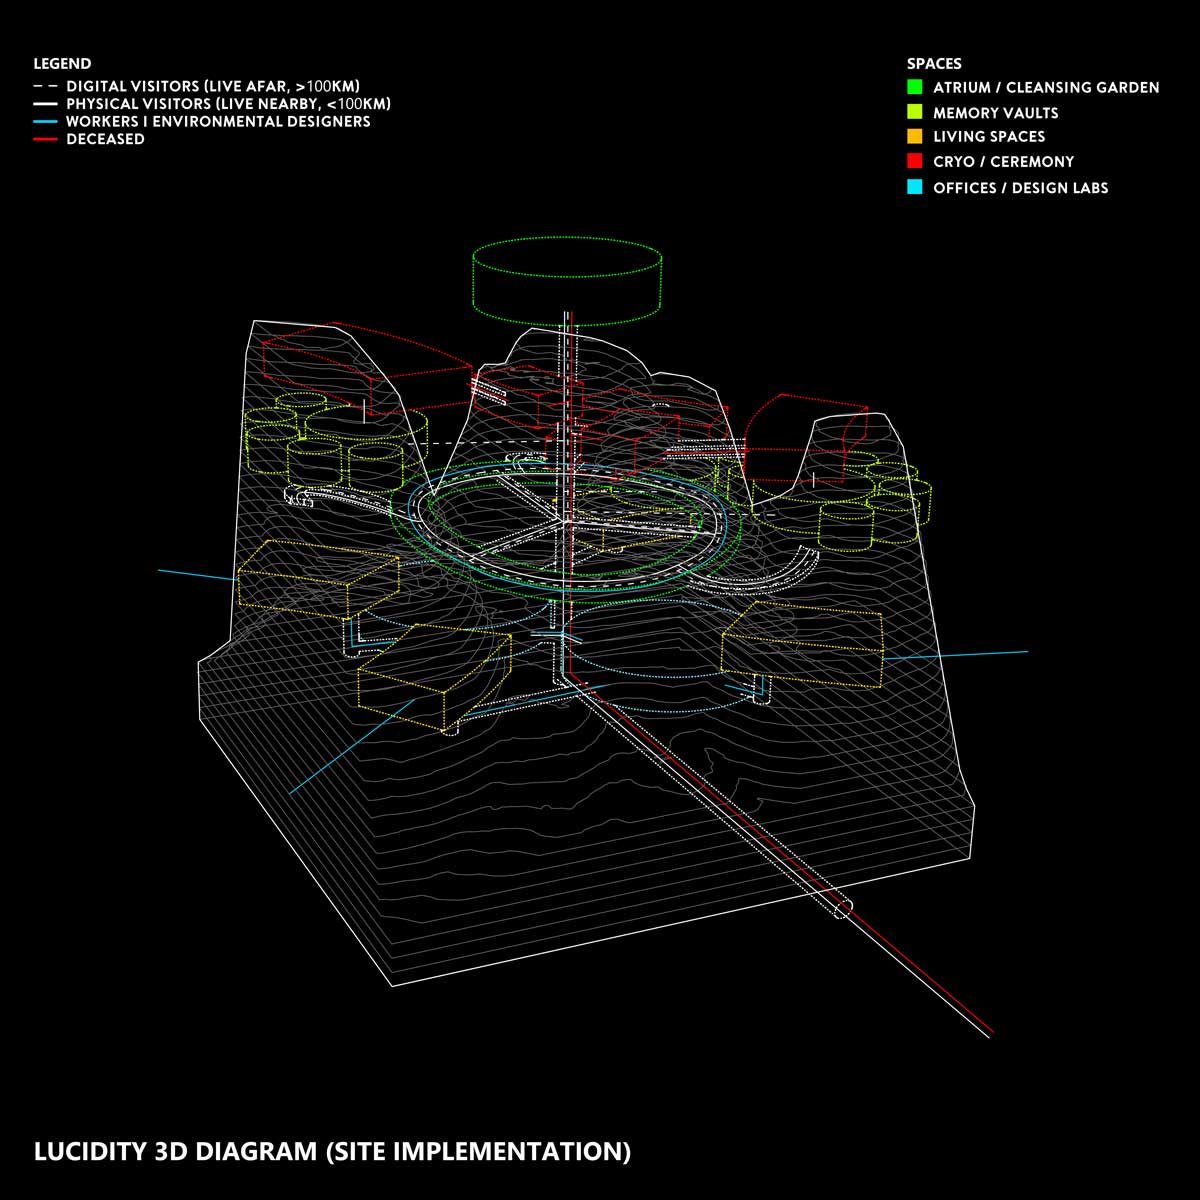 LEGEND
DIGITAL VISITORS (LIVE AFAR, >100KM)
PHYSICAL VISITORS (LIVE NEARBY, <100KM)
WORKERS I ENVIRONMENTAL DESIGNERS
DECEASED
SPACES
ATRIUM / CLEANSING GARDEN
MEMORY VAULTS
LIVING SPACES
CRYO / CEREMONY
OFFICES / DESIGN LABS
LUCIDITY 3D DIAGRAM (SITE IMPLEMENTATION)